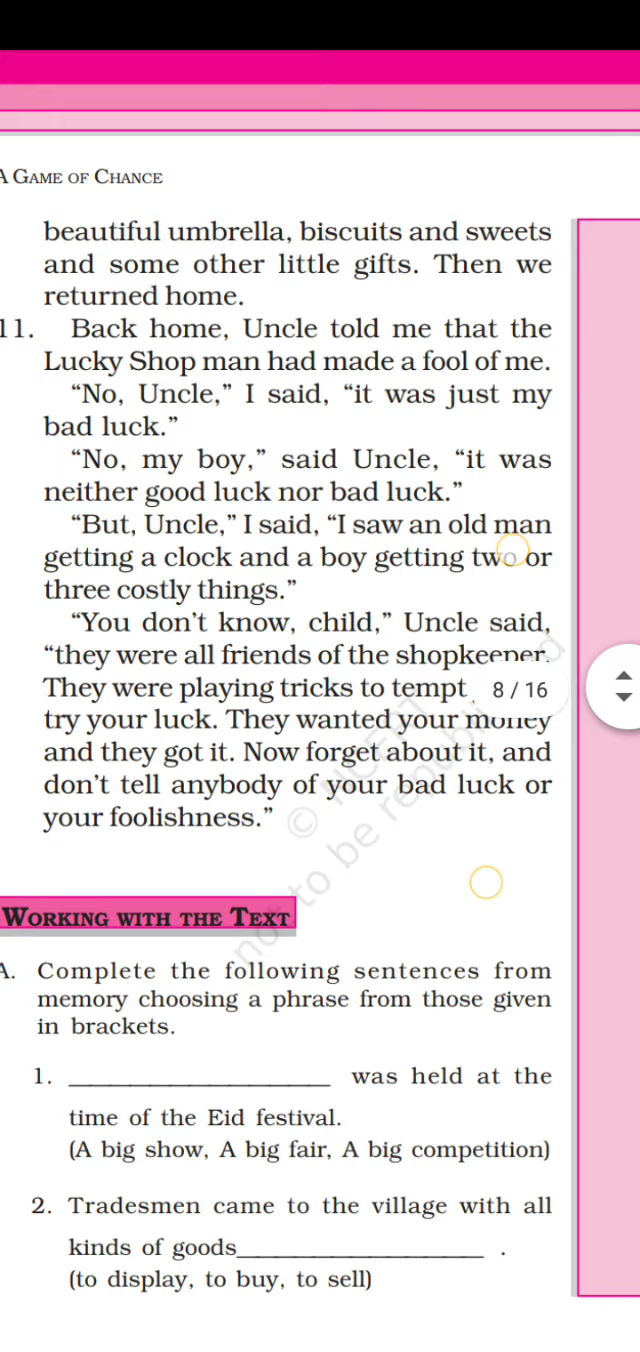 A GAME OF CHANCE
beautiful umbrella, biscuits and sweets
and some other little gifts. Then we
returned home.
11. Back home, Uncle told me that the
Lucky Shop man had made a fool of me.
“No, Uncle,” I said, “it was just my
bad luck.”
“No, my boy,” said Uncle, “it was
neither good luck nor bad luck.”
“But, Uncle,” I said, “I saw an old man
getting a clock and a boy getting two or
three costly things.”
“You don’t know, child,” Uncle said,
“they were all friends of the shopkeeper.
They were playing tricks to tempt
8 / 16
try your luck. They wanted your money
and they got it. Now forget about it, and
don’t tell anybody of your bad luck or
your foolishness.”
©
not to be republi d
WORKING WITH THE TEXT
A. Complete the following sentences from
memory choosing a phrase from those given
in brackets.
1. ____________________ was held at the
time of the Eid festival.
(A big show, A big fair, A big competition)
2. Tradesmen came to the village with all
kinds of goods___________________ .
(to display, to buy, to sell)